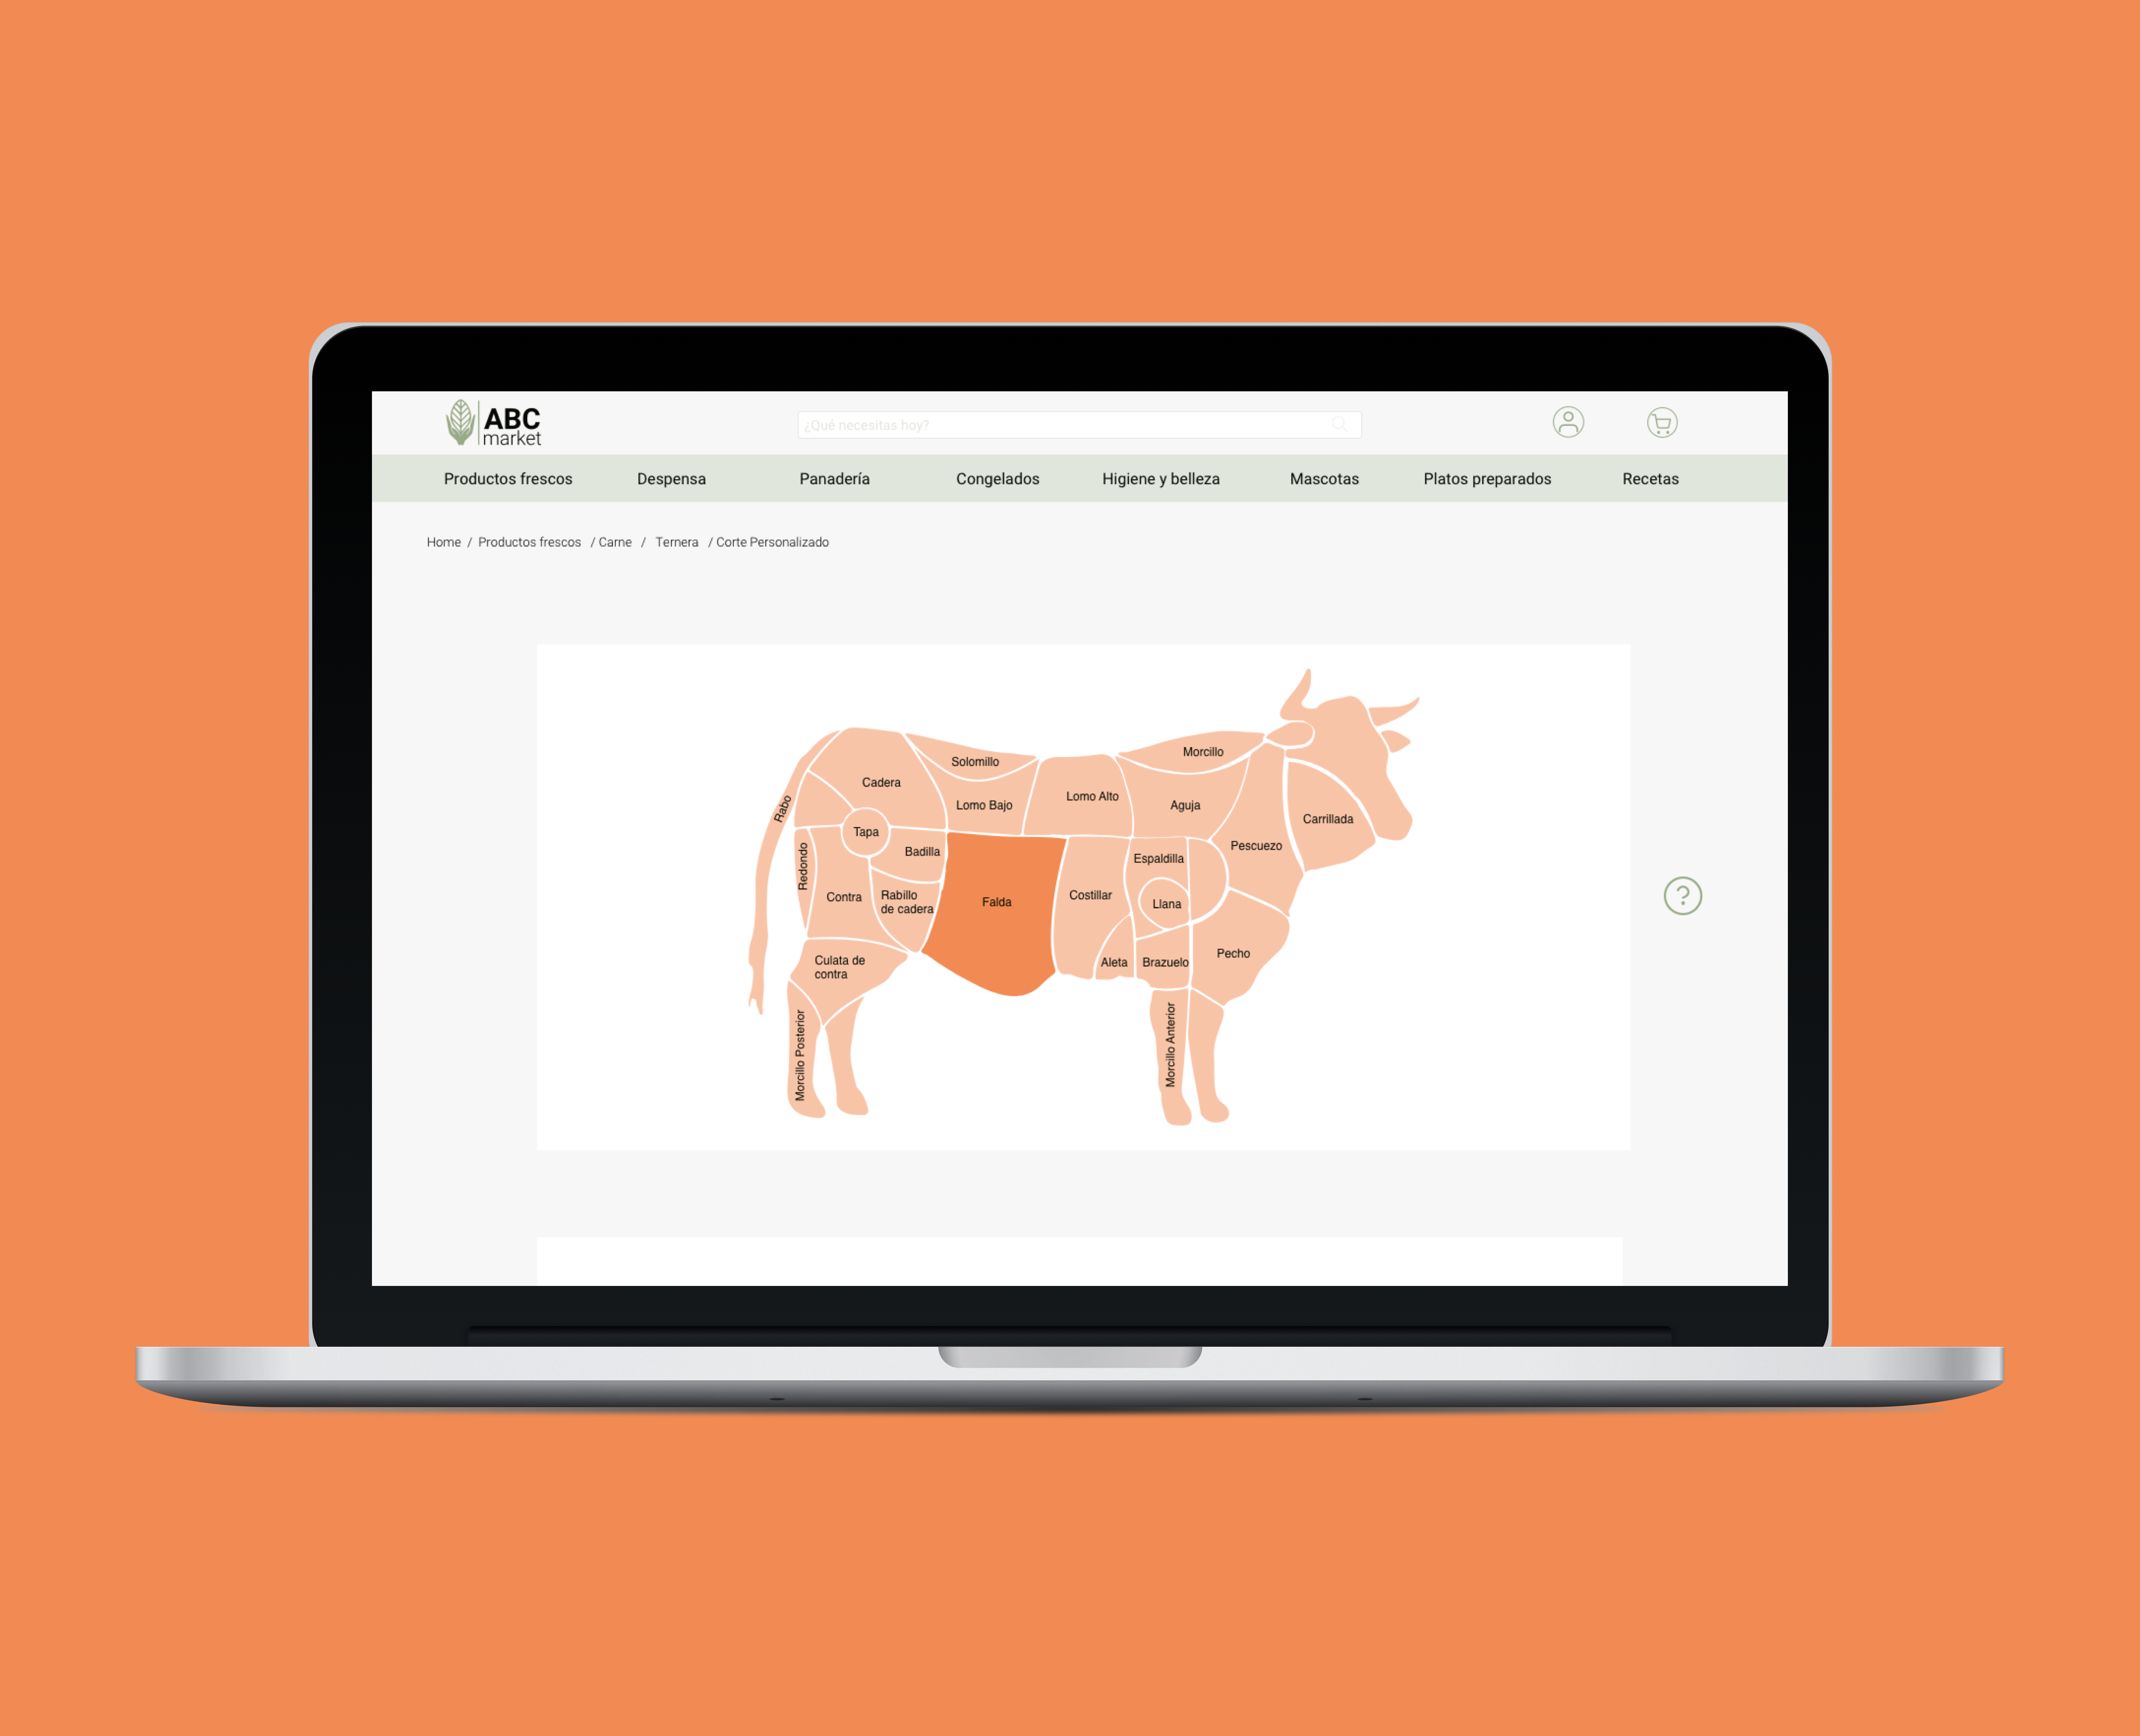 ABC
market
¿Qué necesitas hoy?
Productos frescos
Despensa
Panadería
Congelados
Higiene y belleza
Mascotas
Platos preparados
Recetas
Home / Productos frescos / Carne / Ternera / Corte Personalizado
Morcillo
Solomillo
Cadera
Lomo Bajo
Lomo Alto
Aguja
Rabo
Carrillada
Tapa
Pescuezo
Badilla
Espaldilla
Redondo
Contra
Rabillo
de cadera
Falda
Costillar
Llana
?
Culata de
contra
Aleta
Brazuelo
Pecho
Morcillo Posterior
Morcillo Anterior